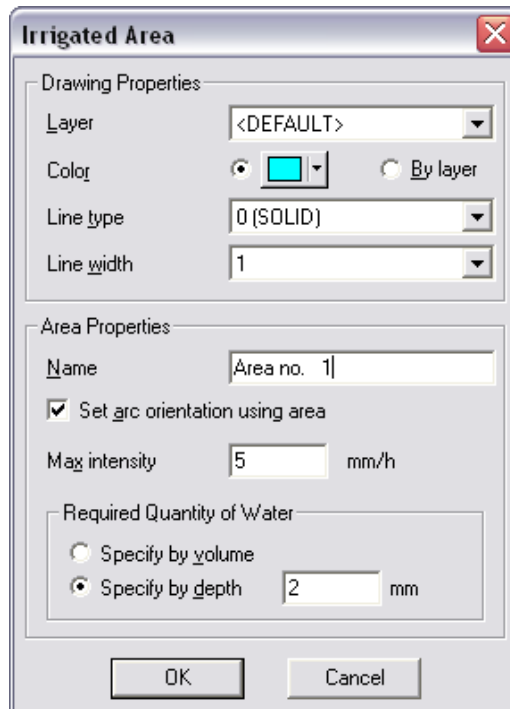 Irrigated Area
Drawing Properties
Layer <DEFAULT>
Color By layer
Line type 0 (SOLID)
Line width 1
Area Properties
Name Area no. 1
Set arc orientation using area
Max intensity 5 mm/h
Required Quantity of Water
Specify by volume
Specify by depth 2 mm
OK Cancel